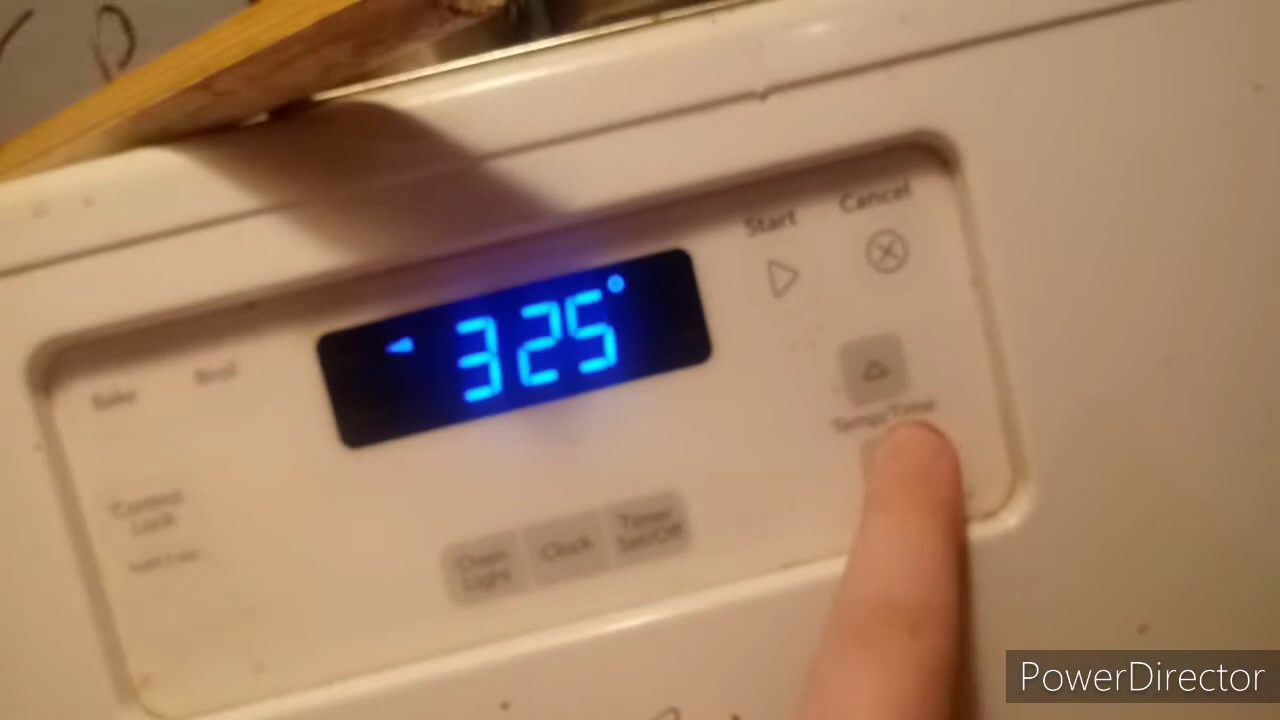 Start
Cancel
325°
Bake
Broil
Temp/Time
Control
Lock
Oven
Light
Clock
Timer
Set/Off
PowerDirector